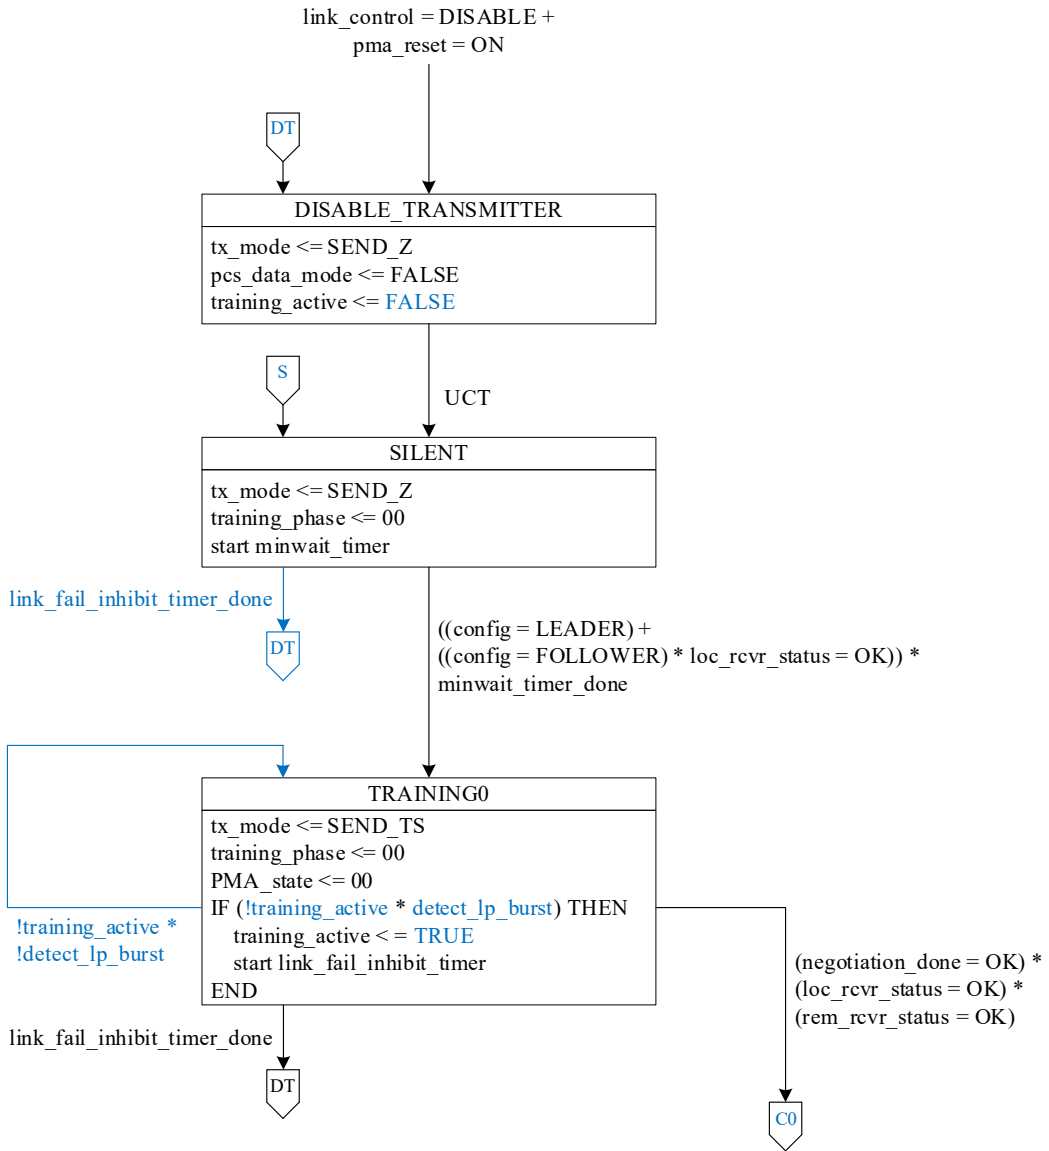 link_control = DISABLE +
pma_reset = ON
DT
DISABLE_TRANSMITTER
tx_mode <= SEND_Z
pcs_data_mode <= FALSE
training_active <= FALSE
S
UCT
SILENT
tx_mode <= SEND_Z
training_phase <= 00
start minwait_timer
link_fail_inhibit_timer_done
DT
((config = LEADER) +
((config = FOLLOWER) * loc_rcvr_status = OK)) *
minwait_timer_done
TRAINING0
tx_mode <= SEND_TS
training_phase <= 00
PMA_state <= 00
IF (!training_active * detect_lp_burst) THEN
training_active < = TRUE
start link_fail_inhibit_timer
END
!training_active *
!detect_lp_burst
(negotiation_done = OK) *
(loc_rcvr_status = OK) *
(rem_rcvr_status = OK)
link_fail_inhibit_timer_done
DT
C0